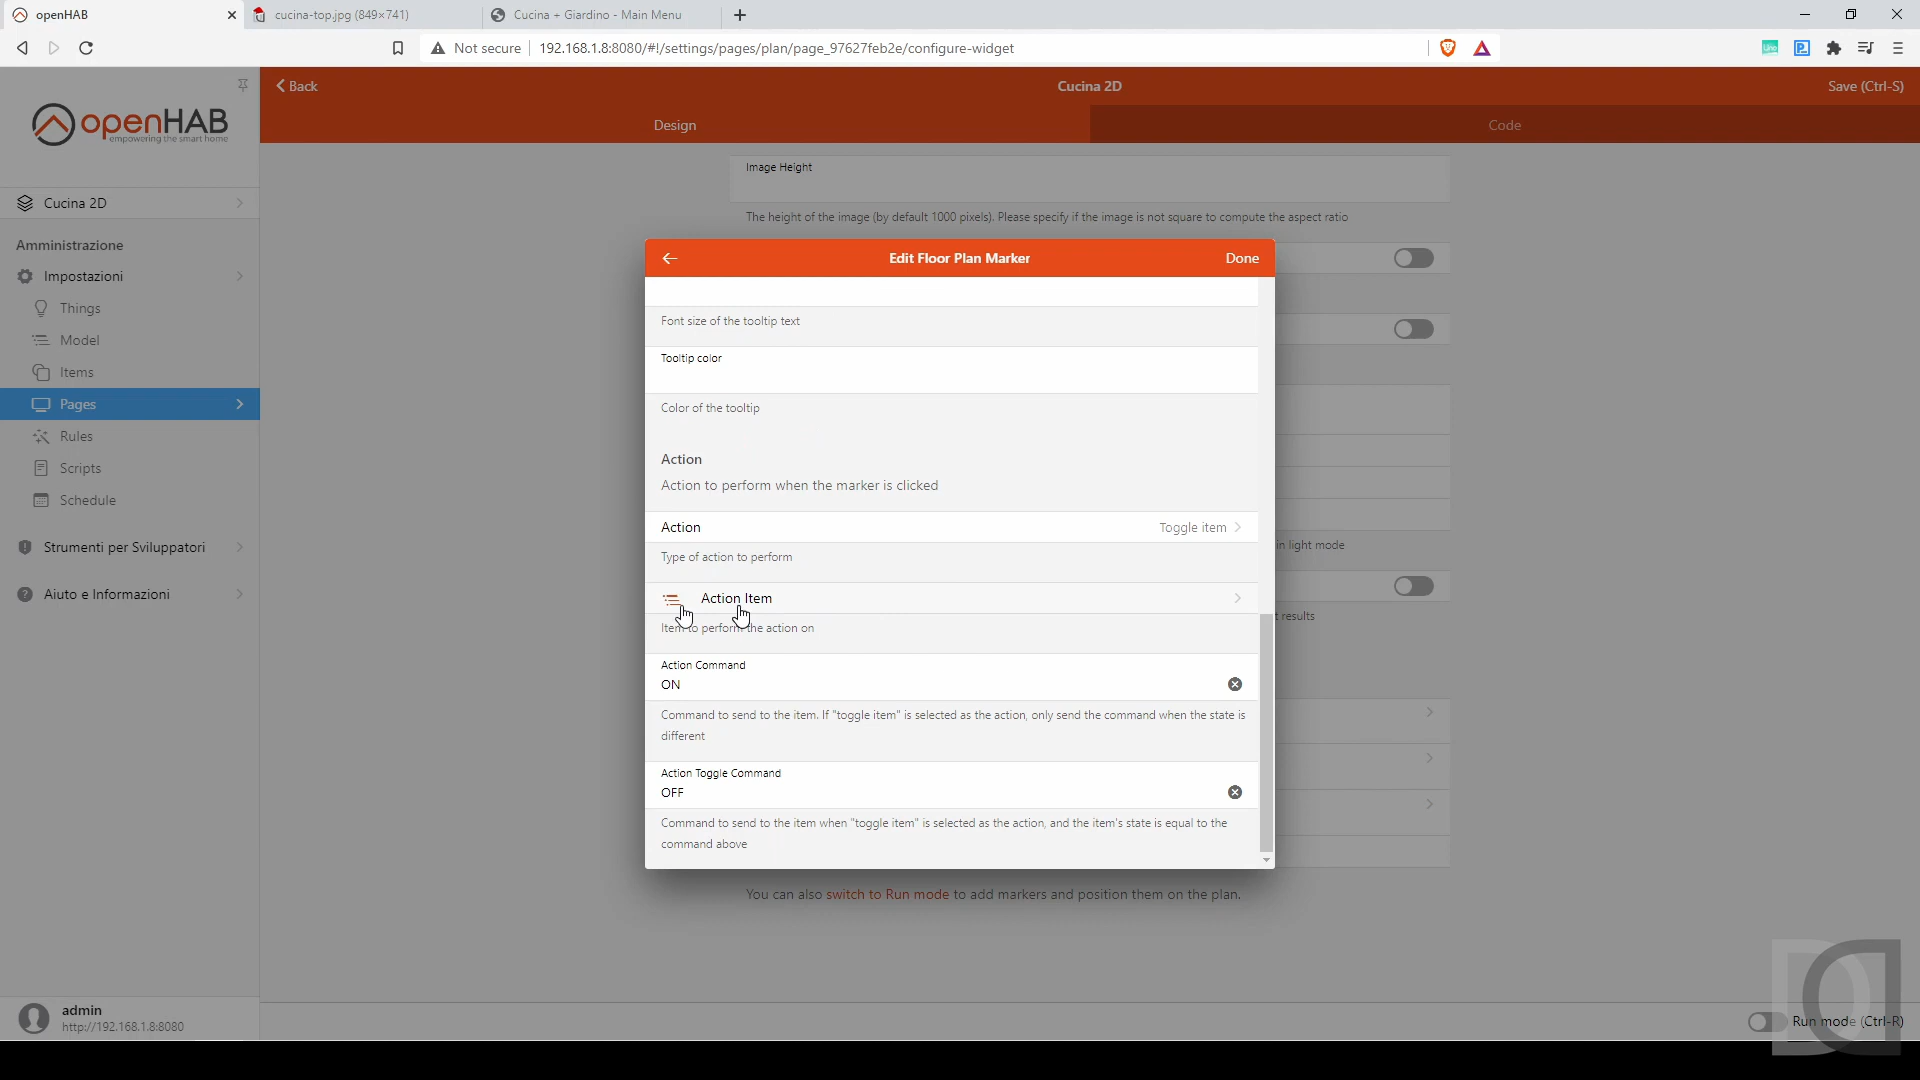 openHAB
cucina-top.jpg (849×741)
Cucina + Giardino - Main Menu
Not secure
192.168.1.8:8080/#!/settings/pages/plan/page_97627feb2e/configure-widget
openHAB
empowering the smart home
Back
Cucina 2D
Save (Ctrl-S)
Design
Code
Cucina 2D
Amministrazione
Impostazioni
Things
Model
Items
Pages
Rules
Scripts
Schedule
Strumenti per Sviluppatori
Aiuto e Informazioni
admin
http://192.168.1.8:8080
Image Height
The height of the image (by default 1000 pixels). Please specify if the image is not square to compute the aspect ratio
Edit Floor Plan Marker
Done
Font size of the tooltip text
Tooltip color
Color of the tooltip
Action
Action to perform when the marker is clicked
Action
Toggle item
Type of action to perform
in light mode
Action Item
Item to perform the action on
t results
Action Command
ON
Command to send to the item. If "toggle item" is selected as the action, only send the command when the state is
different
Action Toggle Command
OFF
Command to send to the item when "toggle item" is selected as the action, and the item's state is equal to the
command above
You can also switch to Run mode to add markers and position them on the plan.
Run mode (Ctrl-R)